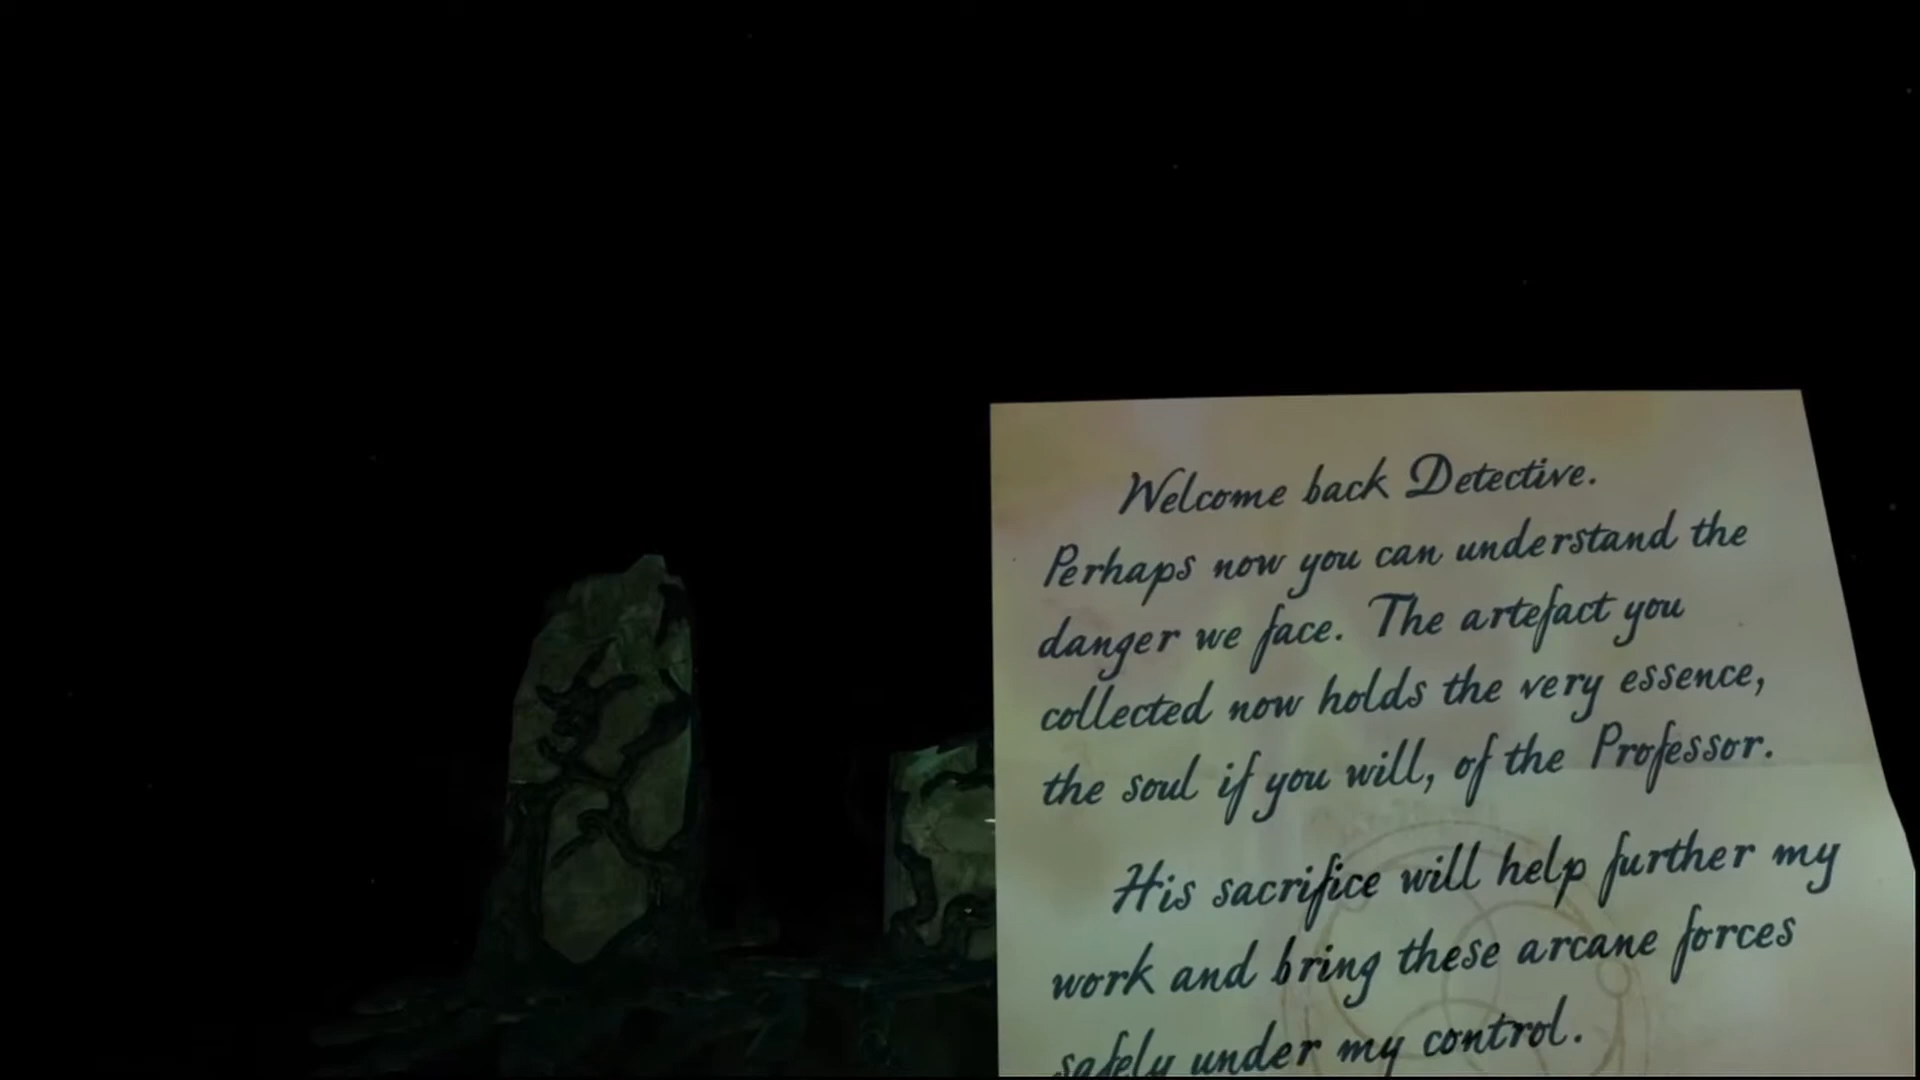 Welcome back Detective.
Perhaps now you can understand the
danger we face. The artefact you
collected now holds the very essence,
the soul if you will, of the Professor.
His sacrifice will help further my
work and bring these arcane forces
safely under my control.